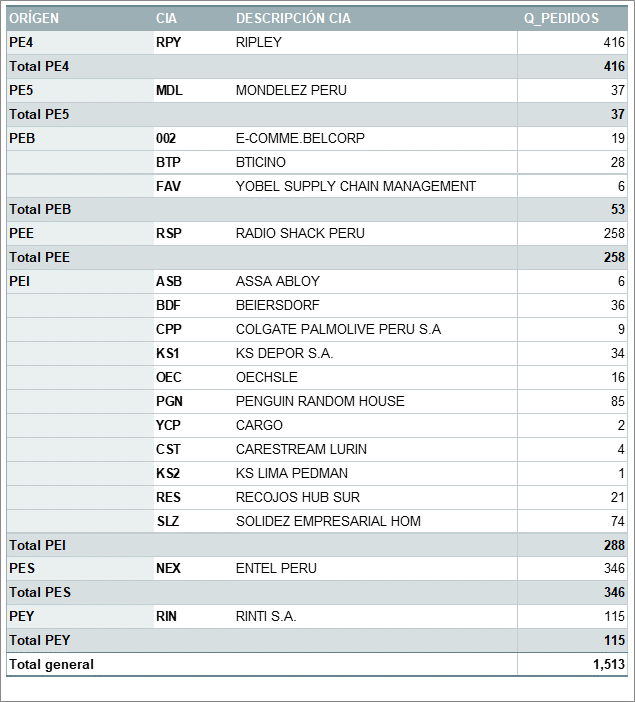 ORÍGEN CIA DESCRIPCIÓN CIA Q_PEDIDOS
PE4 RPY RIPLEY 416
Total PE4 416
PE5 MDL MONDELEZ PERU 37
Total PE5 37
PEB 002 E-COMME.BELCORP 19
BTP BTICINO 28
FAV YOBEL SUPPLY CHAIN MANAGEMENT 6
Total PEB 53
PEE RSP RADIO SHACK PERU 258
Total PEE 258
PEI ASB ASSA ABLOY 6
BDF BEIERSDORF 36
CPP COLGATE PALMOLIVE PERU S.A 9
KS1 KS DEPOR S.A. 34
OEC OECHSLE 16
PGN PENGUIN RANDOM HOUSE 85
YCP CARGO 2
CST CARESTREAM LURIN 4
KS2 KS LIMA PEDMAN 1
RES RECOJOS HUB SUR 21
SLZ SOLIDEZ EMPRESARIAL HOM 74
Total PEI 288
PES NEX ENTEL PERU 346
Total PES 346
PEY RIN RINTI S.A. 115
Total PEY 115
Total general 1,513